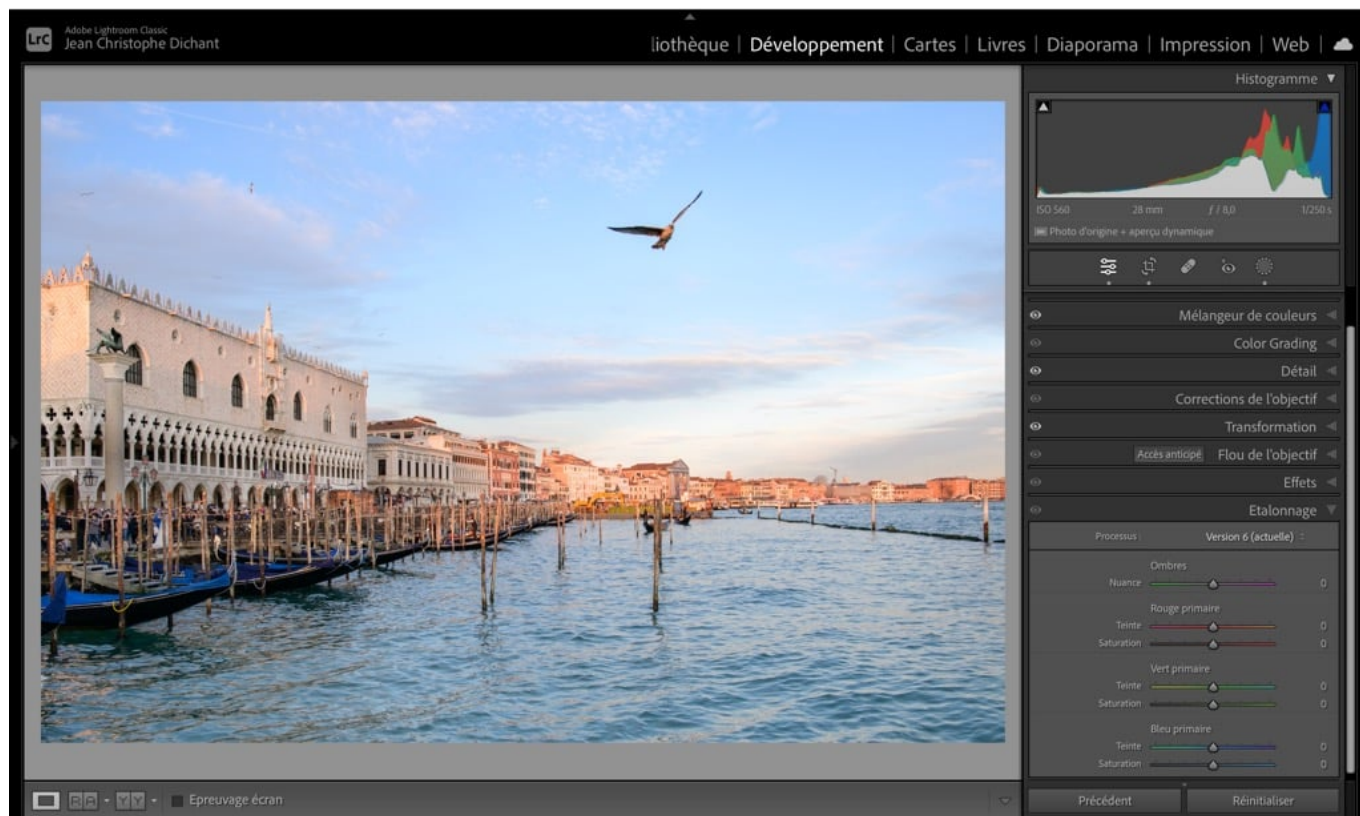 LrC
Adobe Lightroom Classic
Jean Christophe Dichant
liothèque | Développement | Cartes | Livres | Diaporama | Impression | Web |
Histogramme
ISO 560 28 mm ƒ / 8,0 1/250 s
Photo d'origine + aperçu dynamique
Mélangeur de couleurs
Color Grading
Détail
Corrections de l'objectif
Transformation
Accès anticipé Flou de l'objectif
Effets
Etalonnage
Processus : Version 6 (actuelle)
Ombres
Nuance 0
Rouge primaire
Teinte 0
Saturation 0
Vert primaire
Teinte 0
Saturation 0
Bleu primaire
Teinte 0
Saturation 0
R A Y Y Epreuvage écran
Précédent Réinitialiser